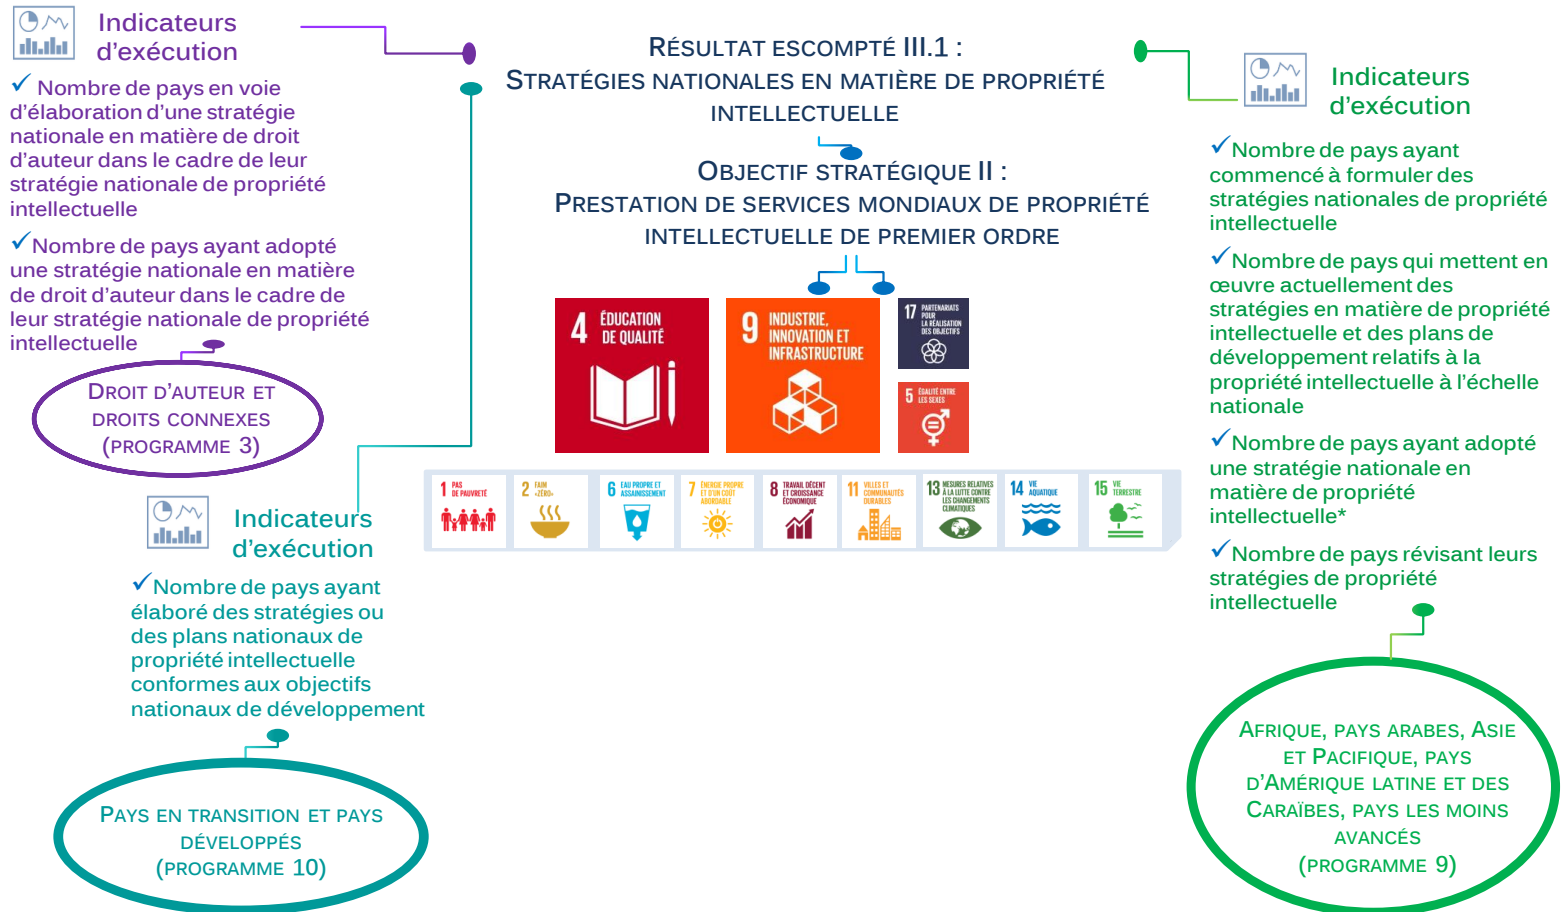 Indicateurs
d'exécution
✓ Nombre de pays en voie
d'élaboration d'une stratégie
nationale en matière de droit
d'auteur dans le cadre de leur
stratégie nationale de propriété
intellectuelle
✓Nombre de pays ayant adopté
une stratégie nationale en matière
de droit d'auteur dans le cadre de
leur stratégie nationale de propriété
intellectuelle
DROIT D'AUTEUR ET
DROITS CONNEXES
(PROGRAMME 3)
Indicateurs
d'exécution
✓Nombre de pays ayant
élaboré des stratégies ou
des plans nationaux de
propriété intellectuelle
conformes aux objectifs
nationaux de développement
PAYS EN TRANSITION ET PAYS
DÉVELOPPÉS
(PROGRAMME 10)
RÉSULTAT ESCOMPTÉ III.1 :
STRATÉGIES NATIONALES EN MATIÈRE DE PROPRIÉTÉ
INTELLECTUELLE
OBJECTIF STRATÉGIQUE II :
PRESTATION DE SERVICES MONDIAUX DE PROPRIÉTÉ
INTELLECTUELLE DE PREMIER ORDRE
4 ÉDUCATION
DE QUALITÉ
9 INDUSTRIE,
INNOVATION ET
INFRASTRUCTURE
17 PARTENARIATS
POUR
LA RÉALISATION
DES OBJECTIFS
5 ÉGALITÉ ENTRE
LES SEXES
1 PAS
DE PAUVRETÉ
2 FAIM
«ZÉRO»
6 EAU PROPRE ET
ASSAINISSEMENT
7 ÉNERGIE PROPRE
ET D'UN COÛT
ABORDABLE
8 TRAVAIL DÉCENT
ET CROISSANCE
ÉCONOMIQUE
11 VILLES ET
COMMUNAUTÉS
DURABLES
13 MESURES RELATIVES
À LA LUTTE CONTRE
LES CHANGEMENTS
CLIMATIQUES
14 VIE
AQUATIQUE
15 VIE
TERRESTRE
Indicateurs
d'exécution
✓Nombre de pays ayant
commencé à formuler des
stratégies nationales de propriété
intellectuelle
✓Nombre de pays qui mettent en
œuvre actuellement des
stratégies en matière de propriété
intellectuelle et des plans de
développement relatifs à la
propriété intellectuelle à l'échelle
nationale
✓Nombre de pays ayant adopté
une stratégie nationale en
matière de propriété
intellectuelle*
✓Nombre de pays révisant leurs
stratégies de propriété
intellectuelle
AFRIQUE, PAYS ARABES, ASIE
ET PACIFIQUE, PAYS
D'AMÉRIQUE LATINE ET DES
CARAÏBES, PAYS LES MOINS
AVANCÉS
(PROGRAMME 9)